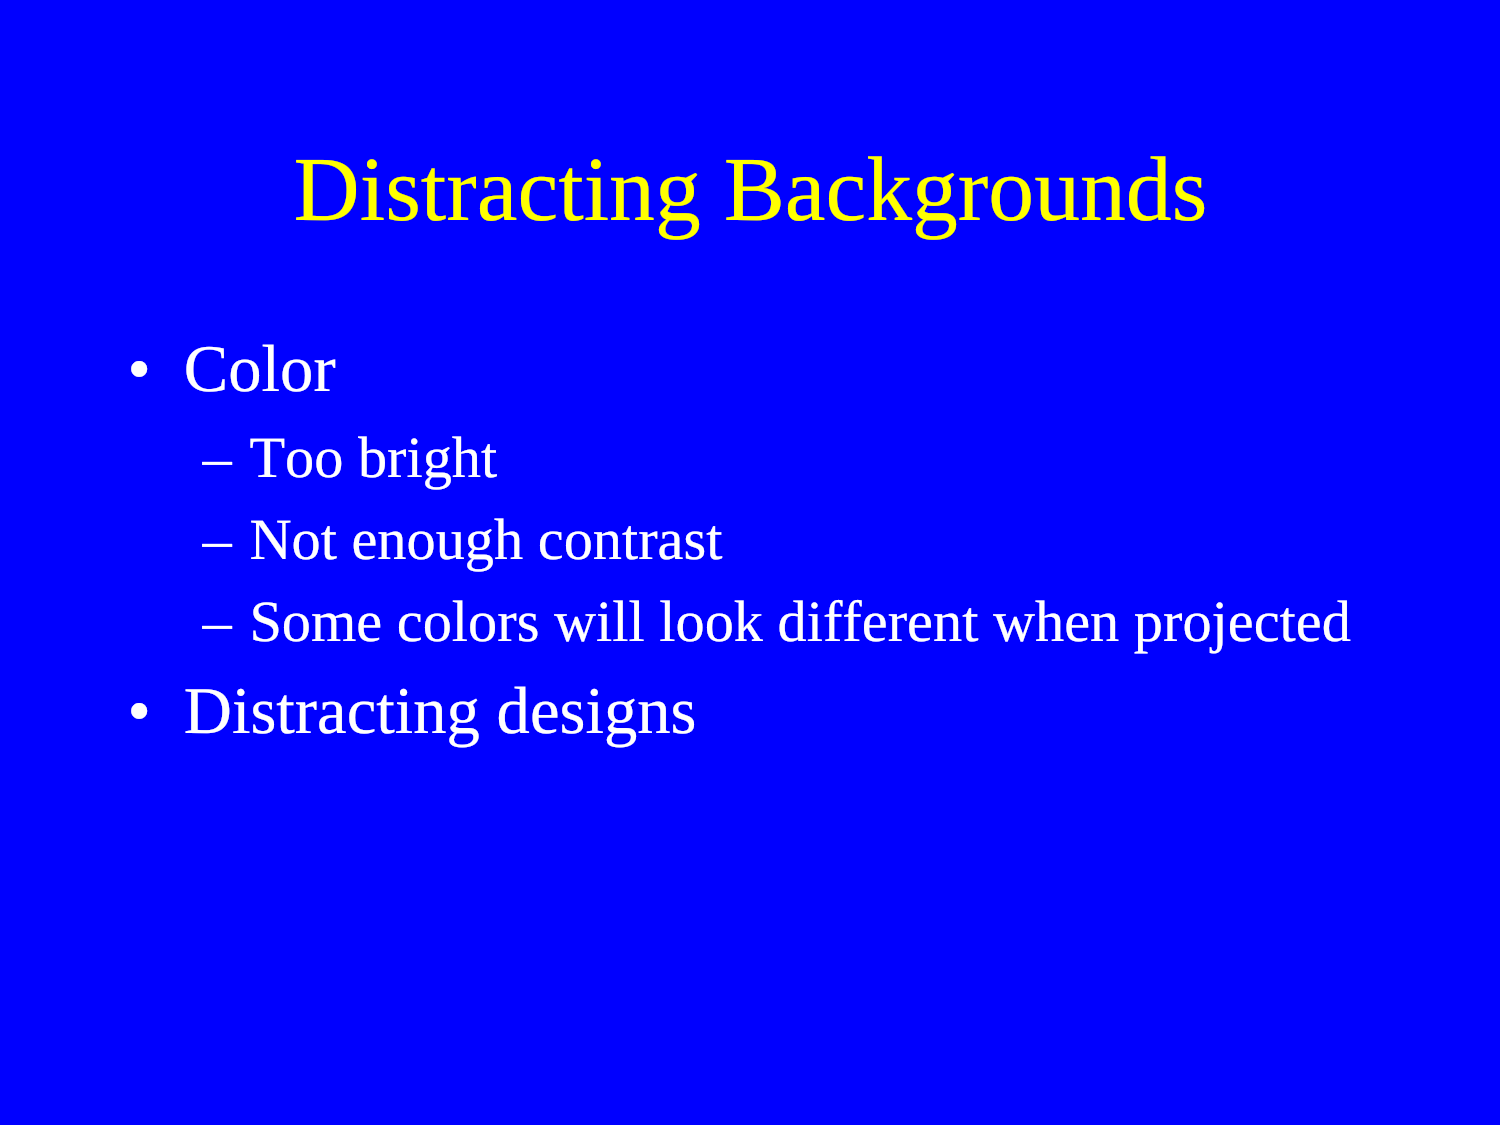 Distracting Backgrounds
• Color
– Too bright
– Not enough contrast
– Some colors will look different when projected
• Distracting designs